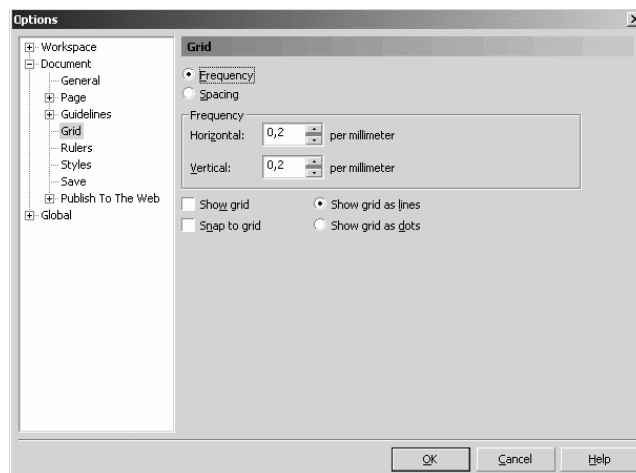 Options
Workspace
Document
General
Page
Guidelines
Grid
Rulers
Styles
Save
Publish To The Web
Global
Grid
Frequency
Spacing
Frequency
Horizontal: 0,2 per millimeter
Vertical: 0,2 per millimeter
Show grid Show grid as lines
Snap to grid Show grid as dots
OK Cancel Help